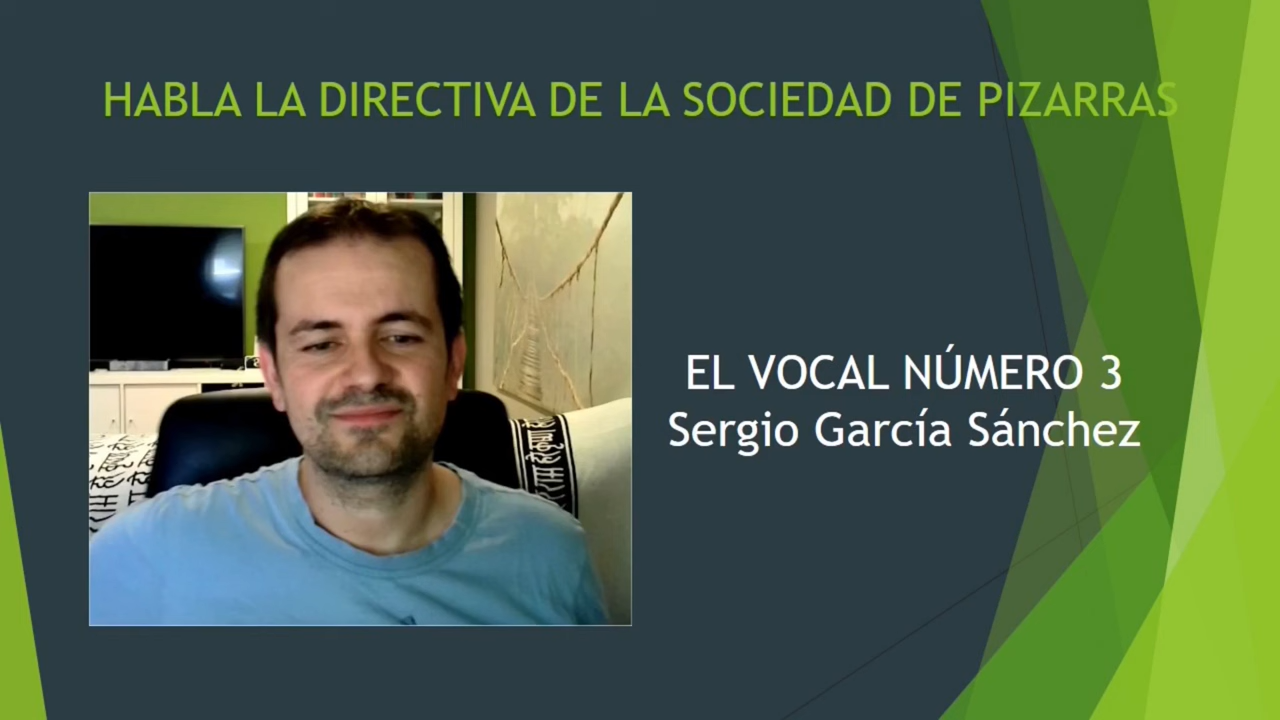 HABLA LA DIRECTIVA DE LA SOCIEDAD DE PIZARRAS
EL VOCAL NÚMERO 3
Sergio García Sánchez